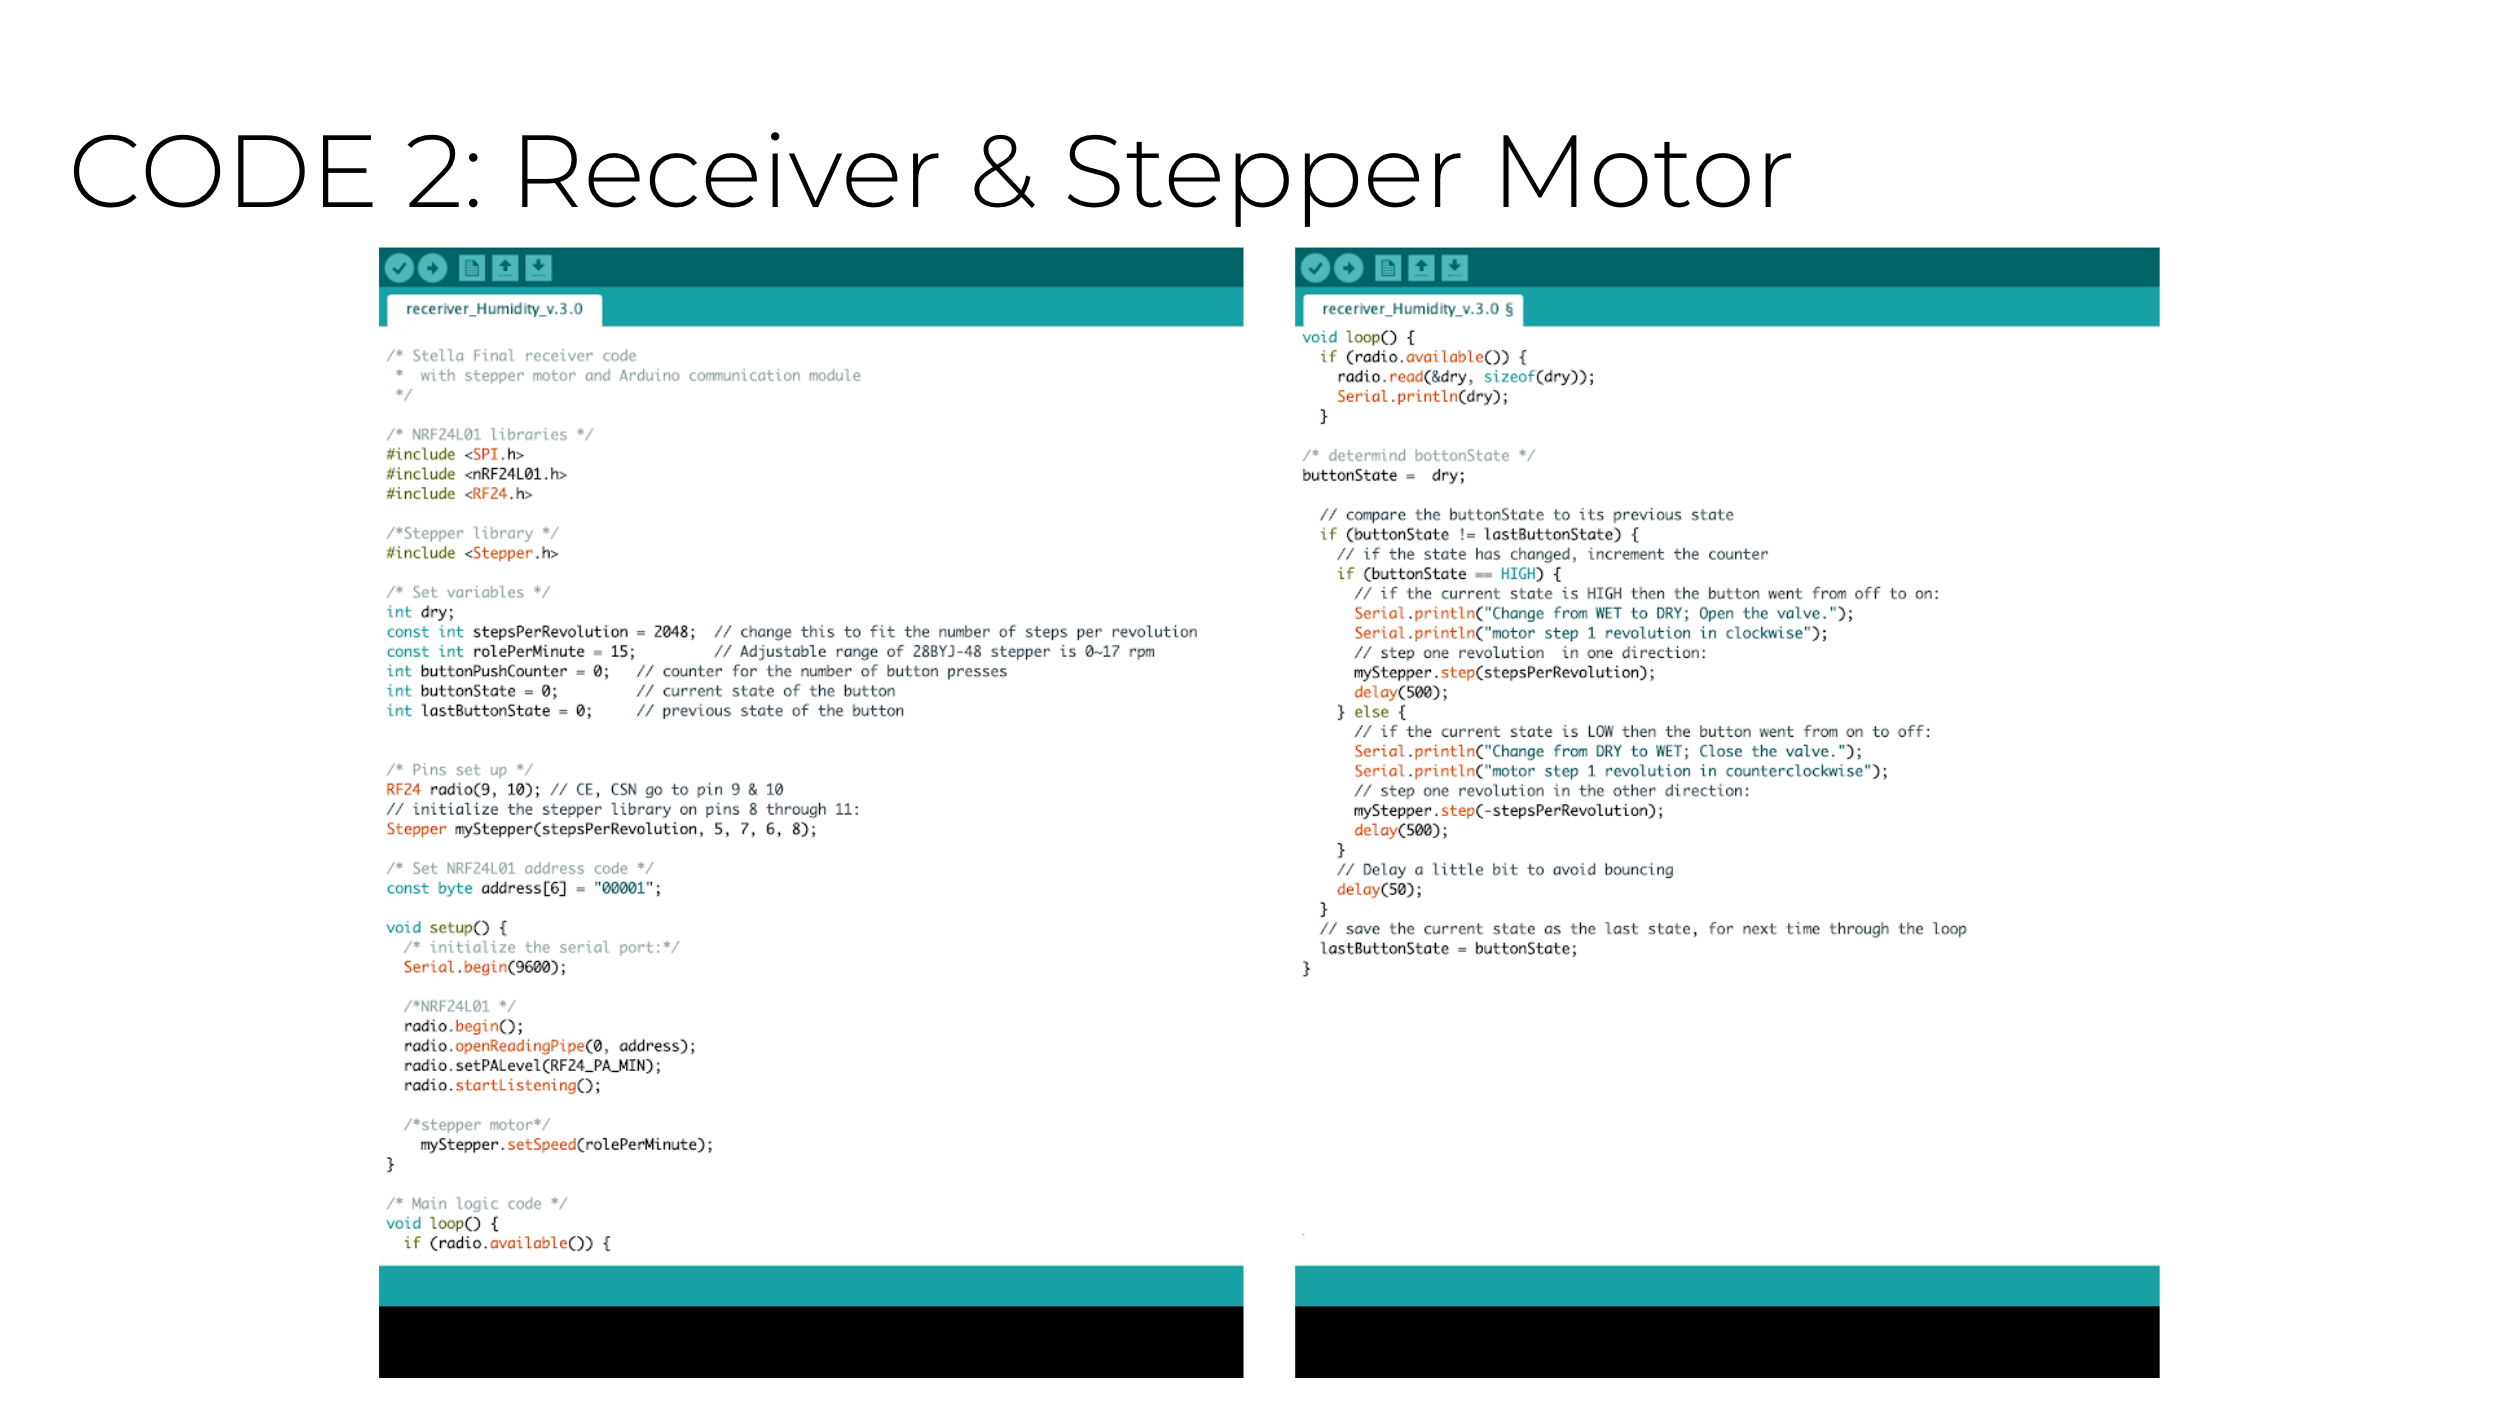 CODE 2: Receiver & Stepper Motor
receriver_Humidity_v.3.0
/* Stella Final receiver code
 *  with stepper motor and Arduino communication module
 */
/* NRF24L01 libraries */
#include <SPI.h>
#include <nRF24L01.h>
#include <RF24.h>
/*Stepper library */
#include <Stepper.h>
/* Set variables */
int dry;
const int stepsPerRevolution = 2048;  // change this to fit the number of steps per revolution
const int rolePerMinute = 15;         // Adjustable range of 28BYJ-48 stepper is 0~17 rpm
int buttonPushCounter = 0;   // counter for the number of button presses
int buttonState = 0;         // current state of the button
int lastButtonState = 0;     // previous state of the button
/* Pins set up */
RF24 radio(9, 10); // CE, CSN go to pin 9 & 10
// initialize the stepper library on pins 8 through 11:
Stepper myStepper(stepsPerRevolution, 5, 7, 6, 8);
/* Set NRF24L01 address code */
const byte address[6] = "00001";
void setup() {
  /* initialize the serial port:*/
  Serial.begin(9600);
  /*NRF24L01 */
  radio.begin();
  radio.openReadingPipe(0, address);
  radio.setPALevel(RF24_PA_MIN);
  radio.startListening();
  /*stepper motor*/
    myStepper.setSpeed(rolePerMinute);
}
/* Main logic code */
void loop() {
  if (radio.available()) {
receriver_Humidity_v.3.0 §
void loop() {
  if (radio.available()) {
    radio.read(&dry, sizeof(dry));
    Serial.println(dry);
  }
/* determind bottonState */
buttonState =  dry;
  // compare the buttonState to its previous state
  if (buttonState != lastButtonState) {
    // if the state has changed, increment the counter
    if (buttonState == HIGH) {
      // if the current state is HIGH then the button went from off to on:
      Serial.println("Change from WET to DRY; Open the valve.");
      Serial.println("motor step 1 revolution in clockwise");
      // step one revolution  in one direction:
      myStepper.step(stepsPerRevolution);
      delay(500);
    } else {
      // if the current state is LOW then the button went from on to off:
      Serial.println("Change from DRY to WET; Close the valve.");
      Serial.println("motor step 1 revolution in counterclockwise");
      // step one revolution in the other direction:
      myStepper.step(-stepsPerRevolution);
      delay(500);
    }
    // Delay a little bit to avoid bouncing
    delay(50);
  }
  // save the current state as the last state, for next time through the loop
  lastButtonState = buttonState;
}